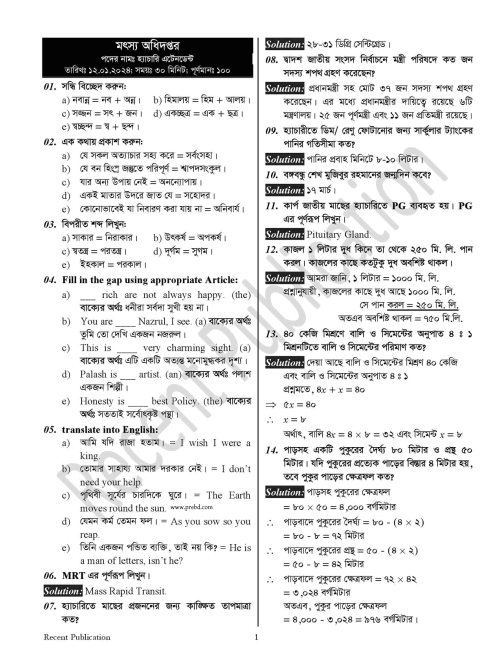 মৎস্য অধিদপ্তর
পদের নামঃ হ্যাচারি এটেনডেন্ট
তারিখঃ ১২.০১.২০২৪; সময়ঃ ৩০ মিনিট; পূর্ণমানঃ ১০০
01. সন্ধি বিচ্ছেদ করুন:
a) নবান্ন = নব + অন্ন। b) হিমালয় = হিম + আলয়।
c) সজ্জন = সৎ + জন। d) একচ্ছত্র = এক + ছত্র।
e) স্বচ্ছন্দ = স্ব + ছন্দ।
02. এক কথায় প্রকাশ করুন:
a) যে সকল অত্যাচার সহ্য করে = সর্বংসহা।
b) যে বন হিংস্র জন্তুতে পরিপূর্ণ = শ্বাপদসংকুল।
c) যার অন্য উপায় নেই = অনন্যোপায়।
d) একই মাতার উদরে জাত যে = সহোদর।
e) কোনোভাবেই যা নিবারণ করা যায় না = অনিবার্য।
03. বিপরীত শব্দ লিখুন:
a) সাকার = নিরাকার। b) উৎকর্ষ = অপকর্ষ।
c) স্বতন্ত্র = পরতন্ত্র। d) দুর্গম = সুগম।
e) ইহকাল = পরকাল।
04. Fill in the gap using appropriate Article:
a) ___ rich are not always happy. (the)
বাক্যের অর্থঃ ধনীরা সর্বদা সুখী হয় না।
b) You are ____ Nazrul, I see. (a) বাক্যের অর্থঃ
তুমি তো দেখি একজন নজরুল।
c) This is ____ very charming sight. (a)
বাক্যের অর্থঃ এটি একটি অত্যন্ত মনোমুগ্ধকর দৃশ্য।
d) Palash is ____ artist. (an) বাক্যের অর্থঃ পলাশ
একজন শিল্পী।
e) Honesty is ____ best Policy. (the) বাক্যের
অর্থঃ সততাই সর্বোৎকৃষ্ট পন্থা।
05. translate into English:
a) আমি যদি রাজা হতাম। = I wish I were a
king.
b) তোমার সাহায্য আমার দরকার নেই। = I don't
need your help.
c) পৃথিবী সূর্যের চারদিকে ঘুরে। = The Earth
moves round the sun. www.prebd.com
d) যেমন কর্ম তেমন ফল। = As you sow so you
reap.
e) তিনি একজন পন্ডিত ব্যক্তি, তাই নয় কি? = He is
a man of letters, isn't he?
06. MRT এর পূর্ণরূপ লিখুন।
Solution: Mass Rapid Transit.
07. হ্যাচারিতে মাছের প্রজননের জন্য কাঙ্ক্ষিত তাপমাত্রা
কত?
Solution: ২৮-৩১ ডিগ্রি সেন্টিগ্রেড।
08. দ্বাদশ জাতীয় সংসদ নির্বাচনে মন্ত্রী পরিষদে কত জন
সদস্য শপথ গ্রহণ করেছেন?
Solution: প্রধানমন্ত্রী সহ মোট ৩৭ জন সদস্য শপথ গ্রহণ
করেছেন। এর মধ্যে প্রধানমন্ত্রীর দায়িত্বে রয়েছে ৬টি
মন্ত্রণালয়। ২৫ জন পূর্ণমন্ত্রী এবং ১১ জন প্রতিমন্ত্রী রয়েছে।
09. হ্যাচারীতে ডিম/ রেণু ফোটানোর জন্য সার্কুলার ট্যাংকের
পানির গতিসীমা কত?
Solution: পানির প্রবাহ মিনিটে ৮-১০ লিটার।
10. বঙ্গবন্ধু শেখ মুজিবুর রহমানের জন্মদিন কবে?
Solution: ১৭ মার্চ।
11. কার্প জাতীয় মাছের হ্যাচারিতে PG ব্যবহৃত হয়। PG
এর পূর্ণরূপ লিখুন।
Solution: Pituitary Gland.
12. কাজল ১ লিটার দুধ কিনে তা থেকে ২৫০ মি. লি. পান
করল। কাজলের কাছে কতটুকু দুধ অবশিষ্ট থাকল।
Solution: আমরা জানি, ১ লিটার = ১০০০ মি. লি.
প্রশ্নানুযায়ী, কাজলের কাছে দুধ আছে ১০০০ মি. লি.
সে পান করল = ২৫০ মি. লি.
অতএব অবশিষ্ট থাকল = ৭৫০ মি.লি.
13. ৪০ কেজি মিশ্রণে বালি ও সিমেন্টের অনুপাত ৪ ঃ ১
মিশ্রনটিতে বালি ও সিমেন্টের পরিমাণ কত?
Solution: দেয়া আছে বালি ও সিমেন্টের মিশ্রণ ৪০ কেজি
এবং বালি ও সিমেন্টের অনুপাত ৪ ঃ ১
প্রশ্নমতে, ৪x + x = ৪০
⇒ ৫x = ৪০
∴ x = ৮
অর্থাৎ, বালি ৪x = ৪ × ৮ = ৩২ এবং সিমেন্ট x = ৮
14. পাড়সহ একটি পুকুরের দৈর্ঘ্য ৮০ মিটার ও প্রস্থ ৫০
মিটার। যদি পুকুরের প্রত্যেক পাড়ের বিস্তার ৪ মিটার হয়,
তবে পুকুর পাড়ের ক্ষেত্রফল কত?
Solution: পাড়সহ পুকুরের ক্ষেত্রফল
= ৮০ × ৫০ = ৪,০০০ বর্গমিটার
∴ পাড়বাদে পুকুরের দৈর্ঘ্য = ৮০ - (৪ × ২)
= ৮০ - ৮ = ৭২ মিটার
∴ পাড়বাদে পুকুরের প্রস্থ = ৫০ - (৪ × ২)
= ৫০ - ৮ = ৪২ মিটার
∴ পাড়বাদে পুকুরের ক্ষেত্রফল = ৭২ × ৪২
= ৩,০২৪ বর্গমিটার
অতএব, পুকুর পাড়ের ক্ষেত্রফল
= ৪,০০০ - ৩,০২৪ = ৯৭৬ বর্গমিটার।
Recent Publication
1
Recent Publication